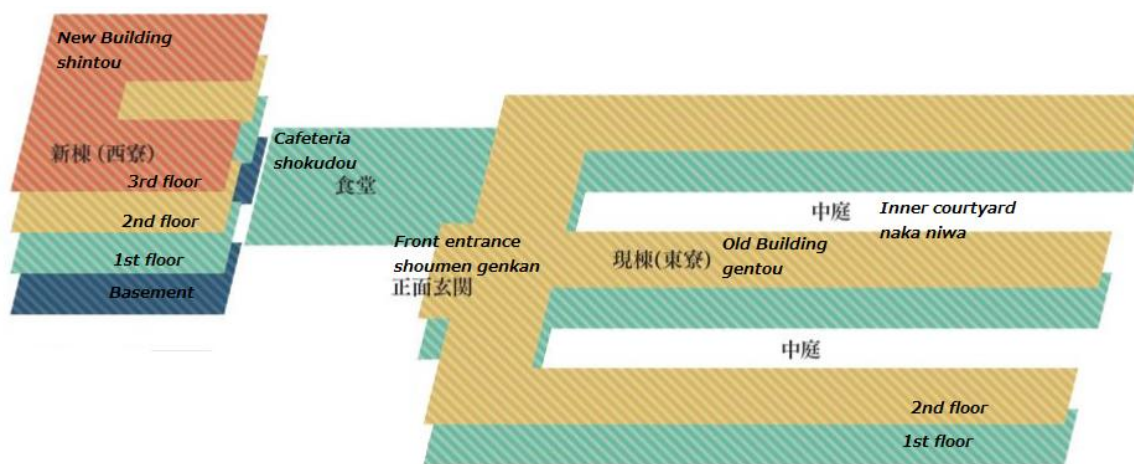 New Building
shintou
新棟(西寮)
3rd floor
2nd floor
1st floor
Basement
Cafeteria
shokudou
食堂
Front entrance
shoumen genkan
正面玄関
中庭
Inner courtyard
naka niwa
現棟(東寮)
Old Building
gentou
中庭
2nd floor
1st floor